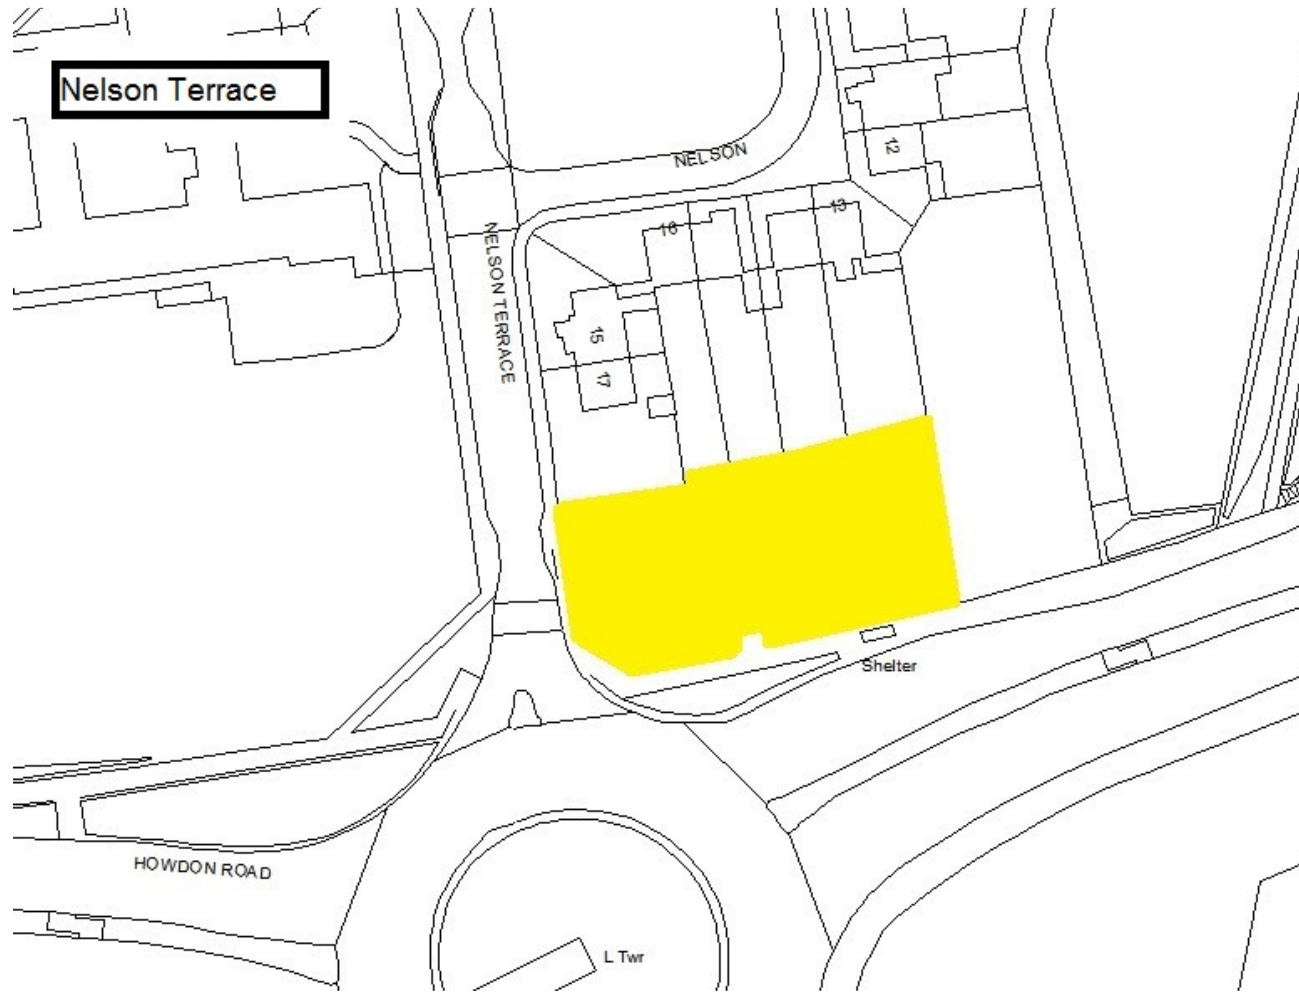 Nelson Terrace
NELSON
12
13
16
NELSON TERRACE
15
17
Shelter
HOWDON ROAD
L Twr